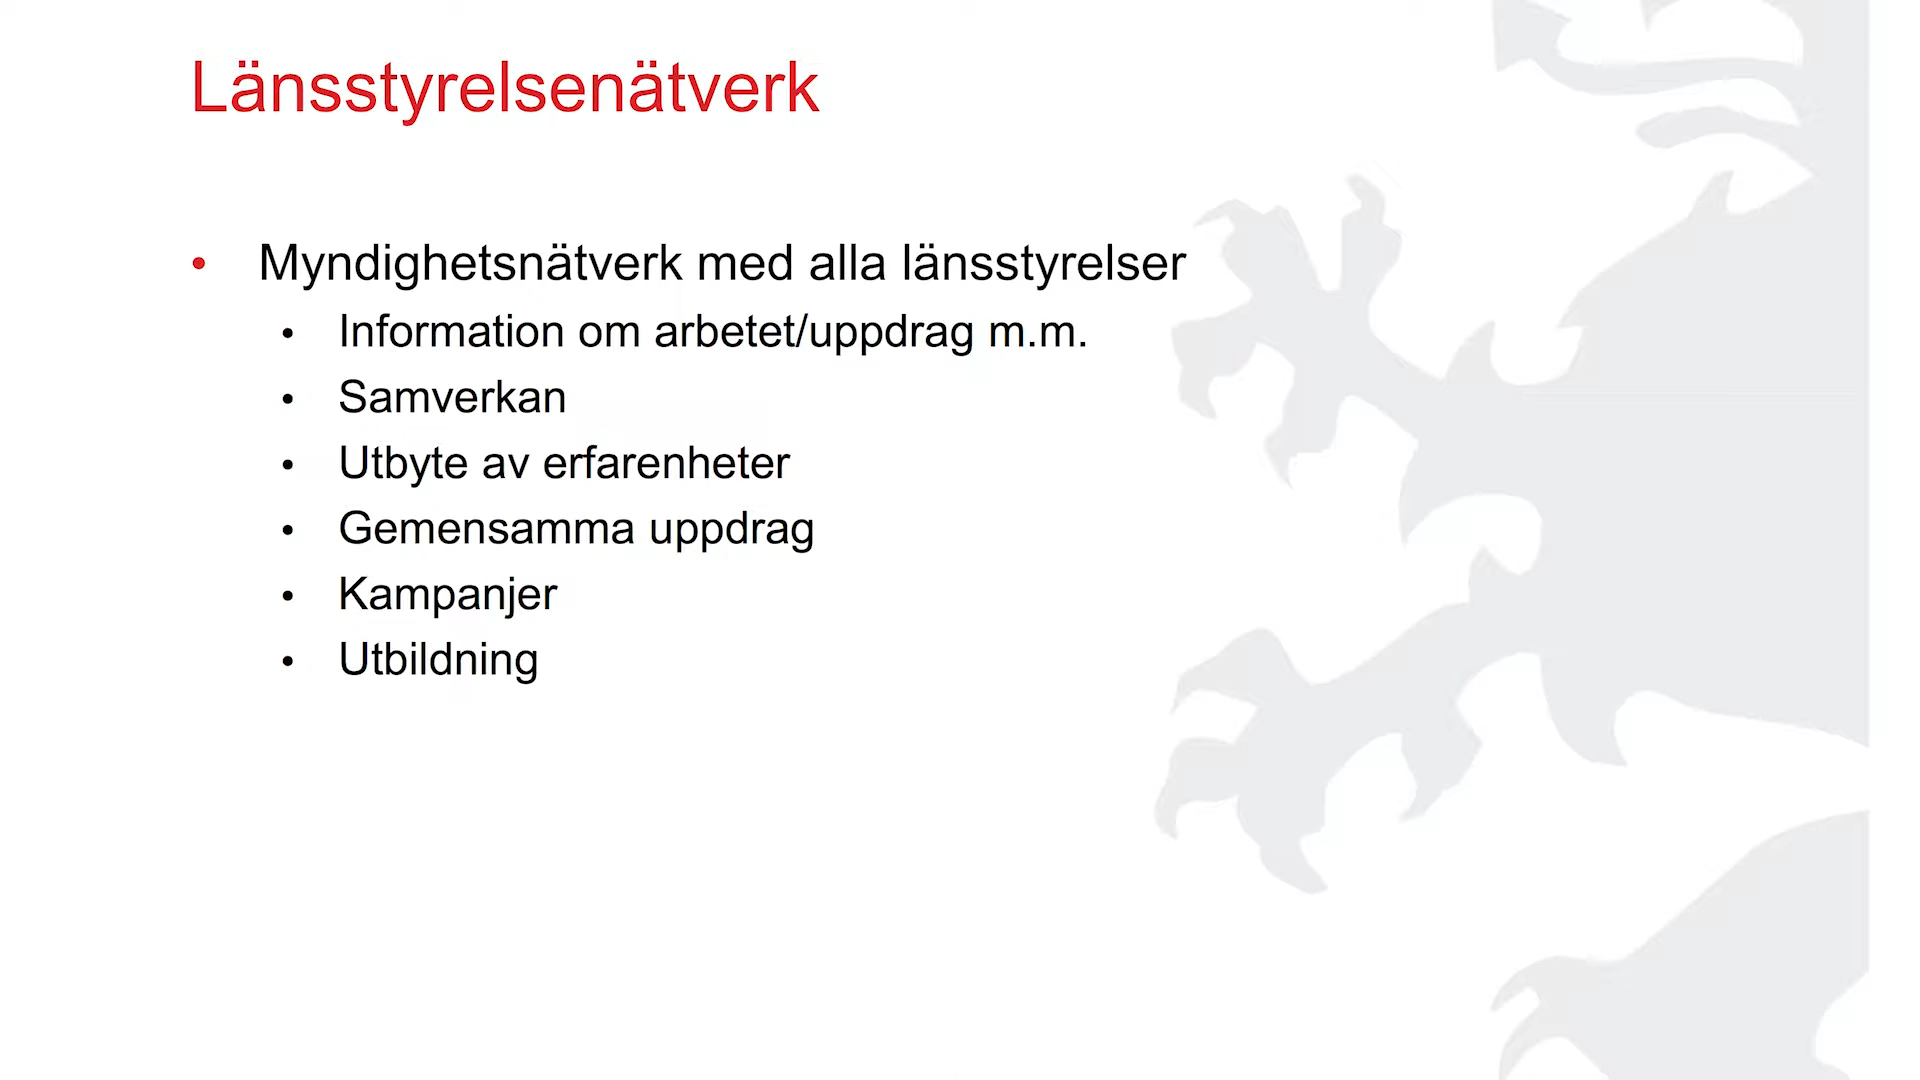 Länsstyrelsenätverk
• Myndighetsnätverk med alla länsstyrelser
• Information om arbetet/uppdrag m.m.
• Samverkan
• Utbyte av erfarenheter
• Gemensamma uppdrag
• Kampanjer
• Utbildning